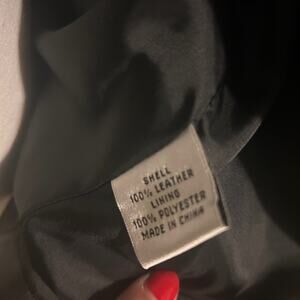 SHELL
100% LEATHER
LINING
100% POLYESTER
MADE IN CHINA